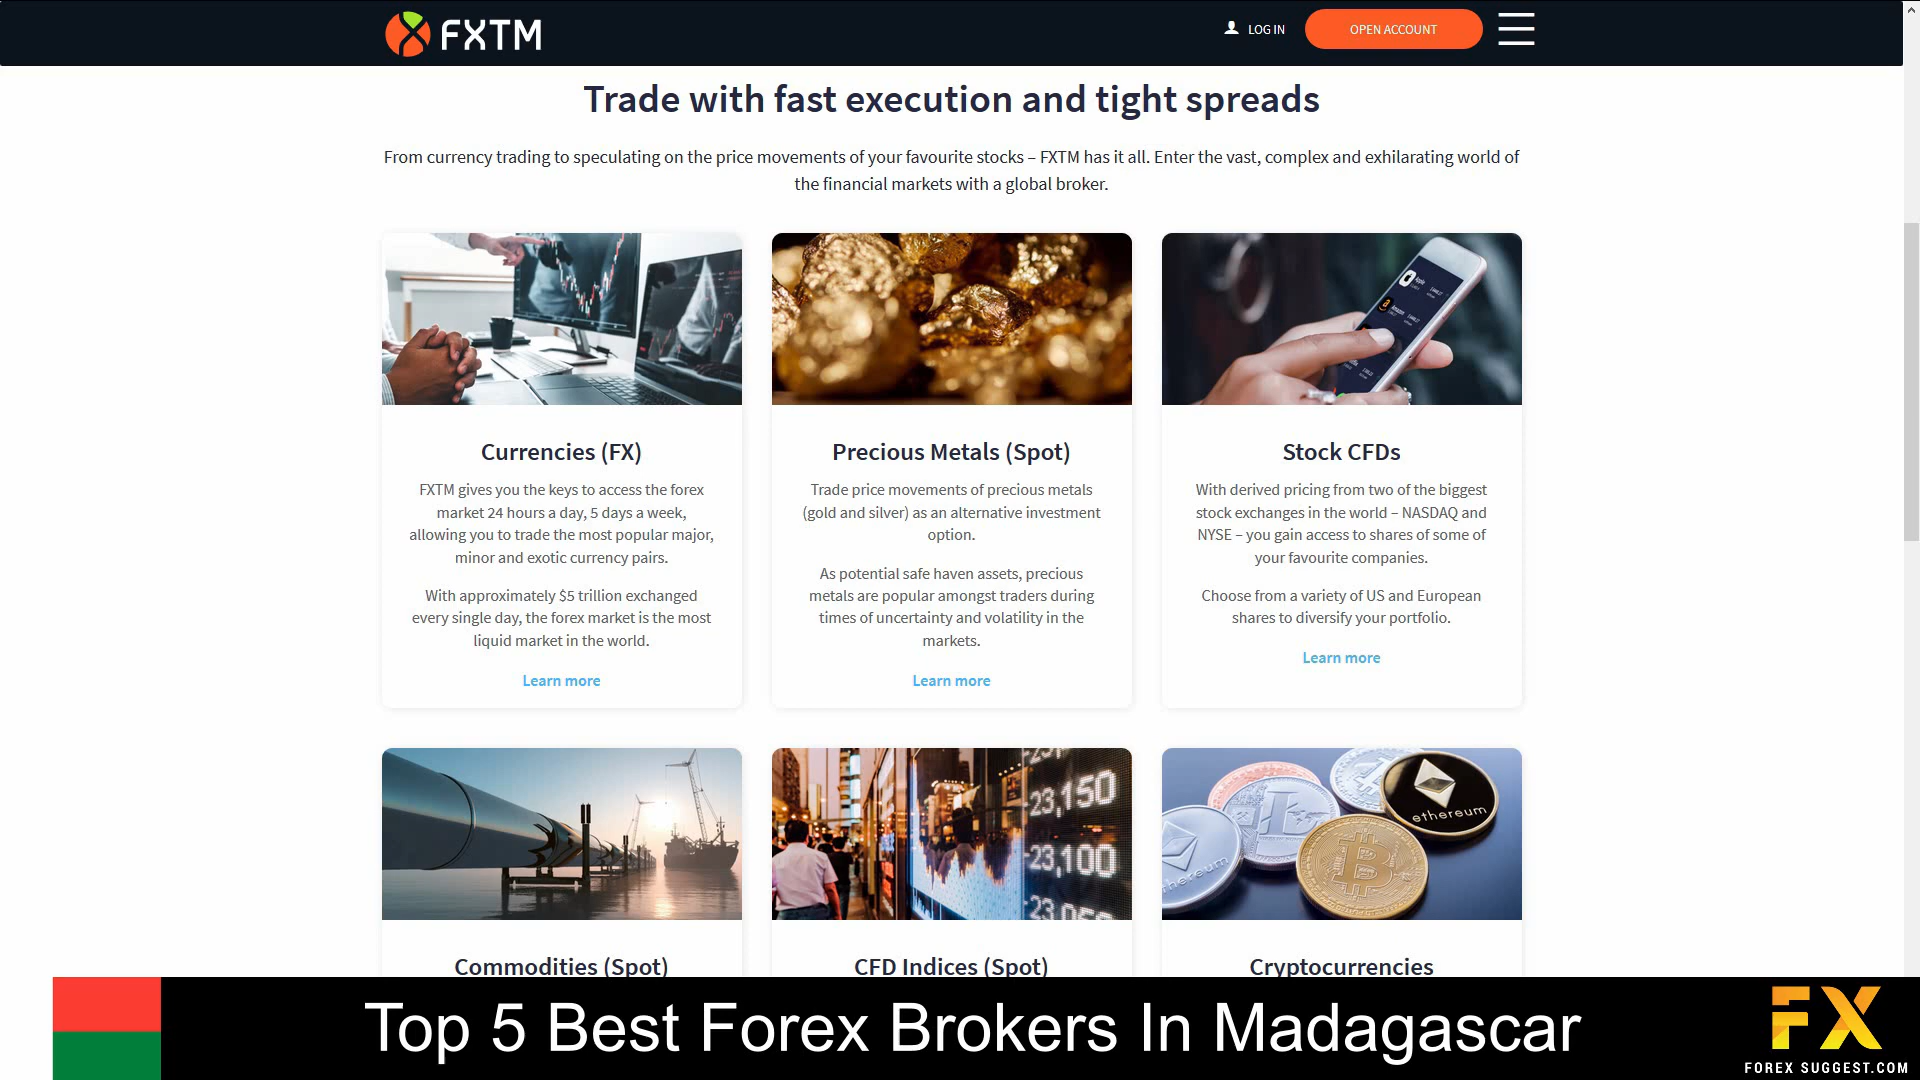 FXTM
LOG IN
OPEN ACCOUNT
Trade with fast execution and tight spreads
From currency trading to speculating on the price movements of your favourite stocks – FXTM has it all. Enter the vast, complex and exhilarating world of
the financial markets with a global broker.
Currencies (FX)
FXTM gives you the keys to access the forex
market 24 hours a day, 5 days a week,
allowing you to trade the most popular major,
minor and exotic currency pairs.
With approximately $5 trillion exchanged
every single day, the forex market is the most
liquid market in the world.
Learn more
Precious Metals (Spot)
Trade price movements of precious metals
(gold and silver) as an alternative investment
option.
As potential safe haven assets, precious
metals are popular amongst traders during
times of uncertainty and volatility in the
markets.
Learn more
Apple
Amazon
Stock CFDs
With derived pricing from two of the biggest
stock exchanges in the world – NASDAQ and
NYSE – you gain access to shares of some of
your favourite companies.
Choose from a variety of US and European
shares to diversify your portfolio.
Learn more
Commodities (Spot)
23,150
23,100
23,050
CFD Indices (Spot)
ethereum
ethereum
Cryptocurrencies
Top 5 Best Forex Brokers In Madagascar
FX
FOREX SUGGEST.COM